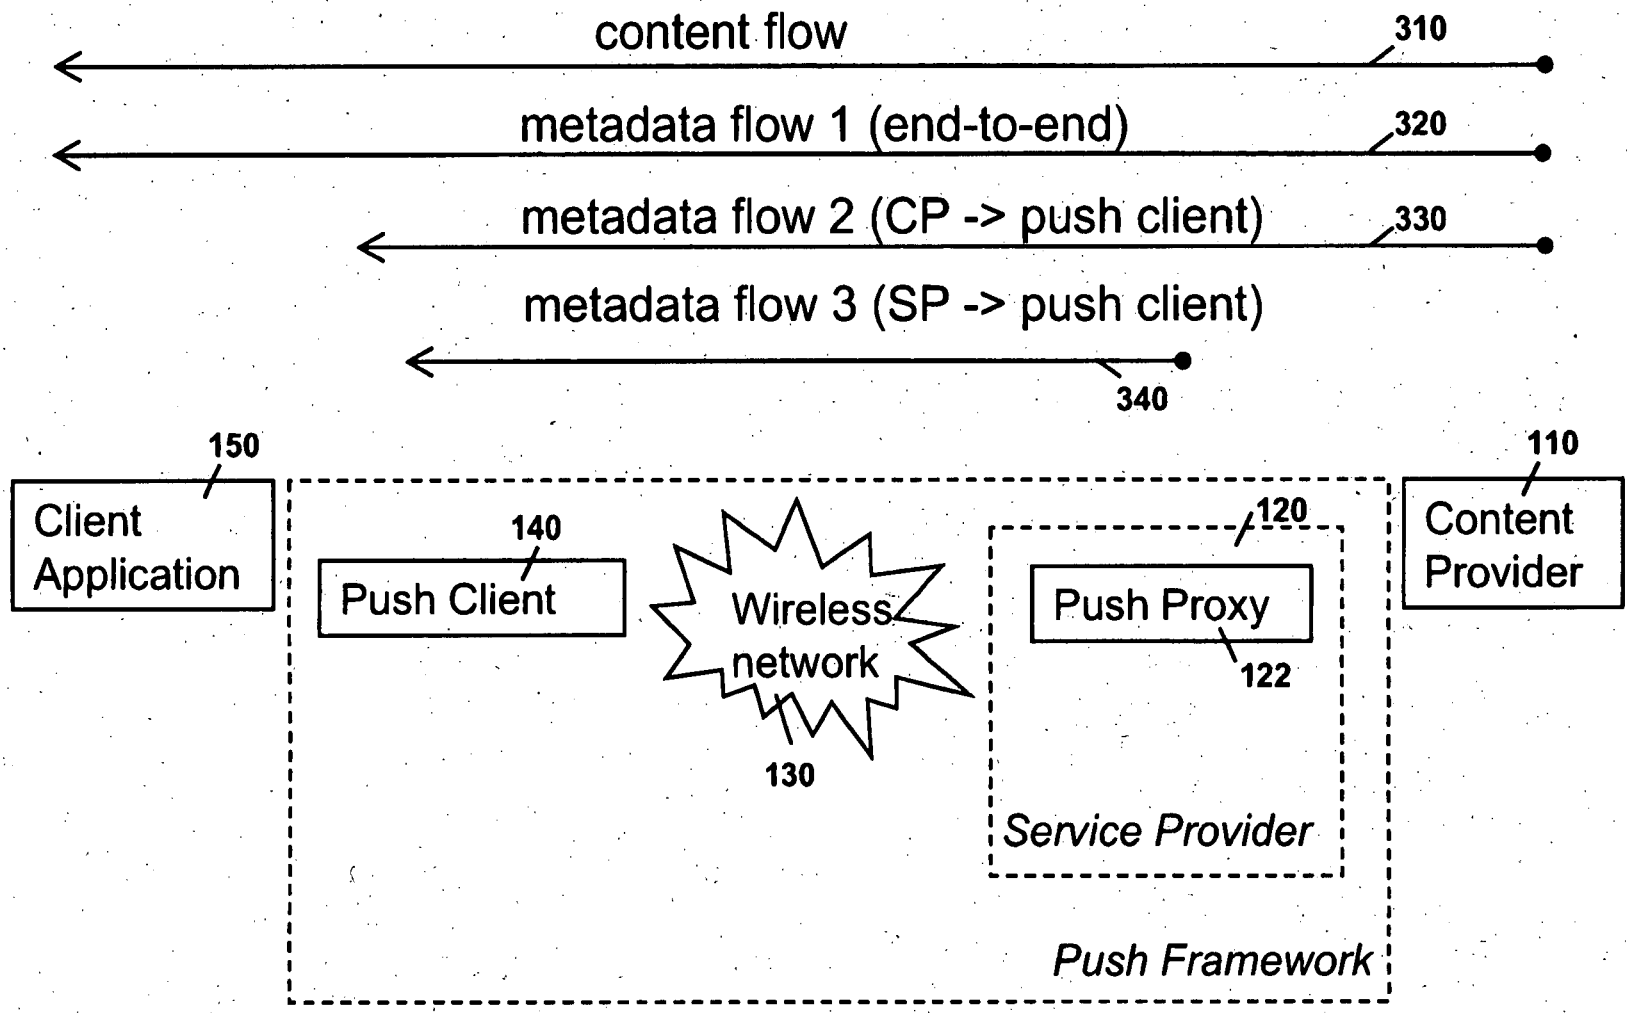 content flow
310
metadata flow 1 (end-to-end)
320
metadata flow 2 (CP -> push client)
330
metadata flow 3 (SP -> push client)
340
150
110
Client
Application
140
Push Client
Wireless
network
130
120
Push Proxy
122
Content
Provider
Service Provider
Push Framework